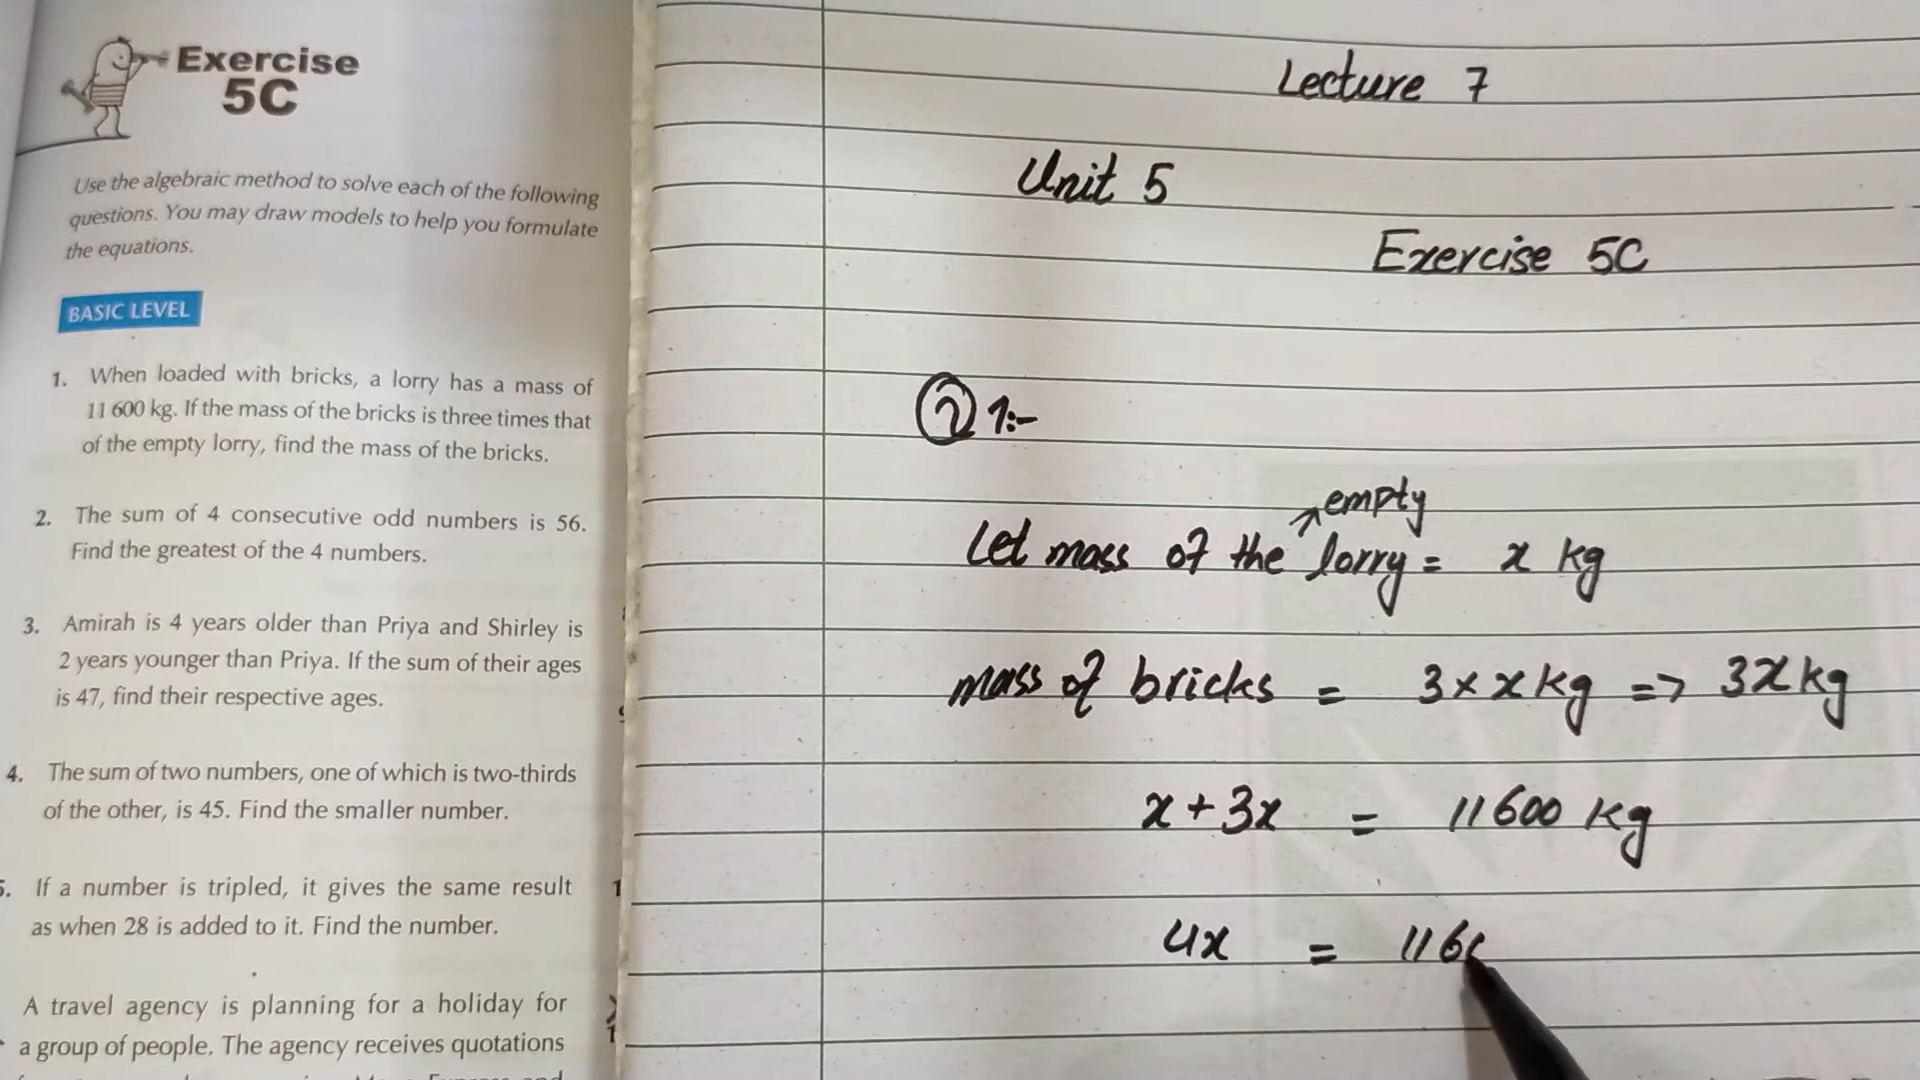 Exercise
5C
Use the algebraic method to solve each of the following
questions. You may draw models to help you formulate
the equations.
BASIC LEVEL
1. When loaded with bricks, a lorry has a mass of
11 600 kg. If the mass of the bricks is three times that
of the empty lorry, find the mass of the bricks.
2. The sum of 4 consecutive odd numbers is 56.
Find the greatest of the 4 numbers.
3. Amirah is 4 years older than Priya and Shirley is
2 years younger than Priya. If the sum of their ages
is 47, find their respective ages.
4. The sum of two numbers, one of which is two-thirds
of the other, is 45. Find the smaller number.
5. If a number is tripled, it gives the same result
as when 28 is added to it. Find the number.
A travel agency is planning for a holiday for
a group of people. The agency receives quotations
Lecture 7
Unit 5
Exercise 5C
1:-
empty
Let mass of the lorry = x kg
mass of bricks = 3 × x kg => 3x kg
x + 3x = 11600 kg
4x = 116